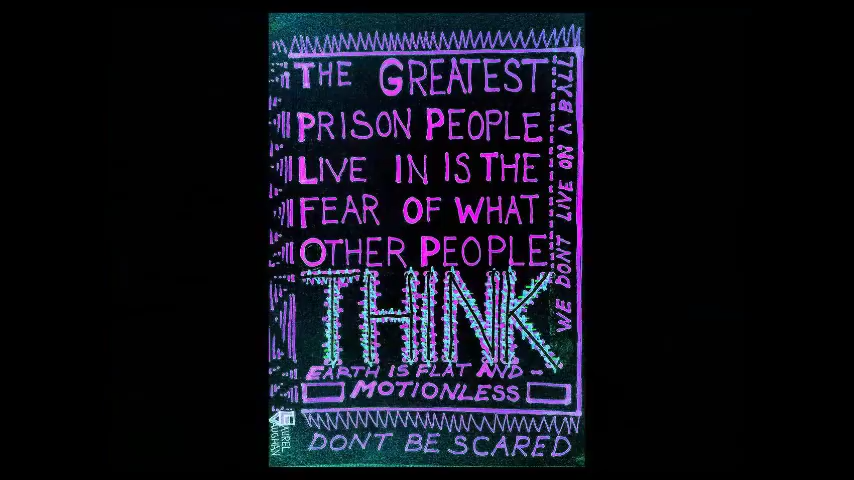 THE GREATEST
PRISON PEOPLE
LIVE IN IS THE
FEAR OF WHAT
OTHER PEOPLE
THINK
EARTH IS FLAT AND -
MOTIONLESS
DONT BE SCARED
WE DONT LIVE ON A BALL